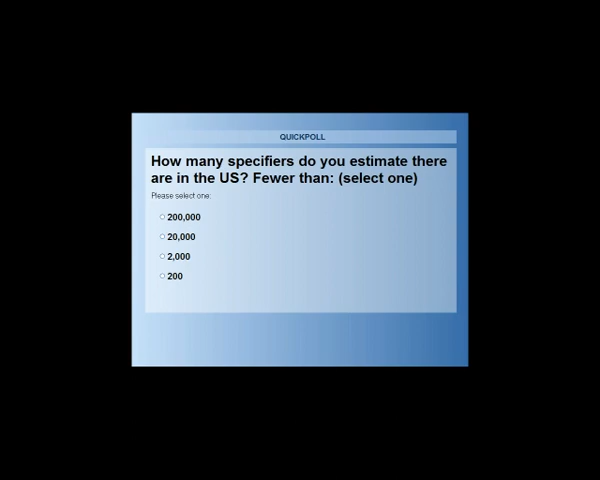 QUICKPOLL
How many specifiers do you estimate there
are in the US? Fewer than: (select one)
Please select one:
200,000
20,000
2,000
200